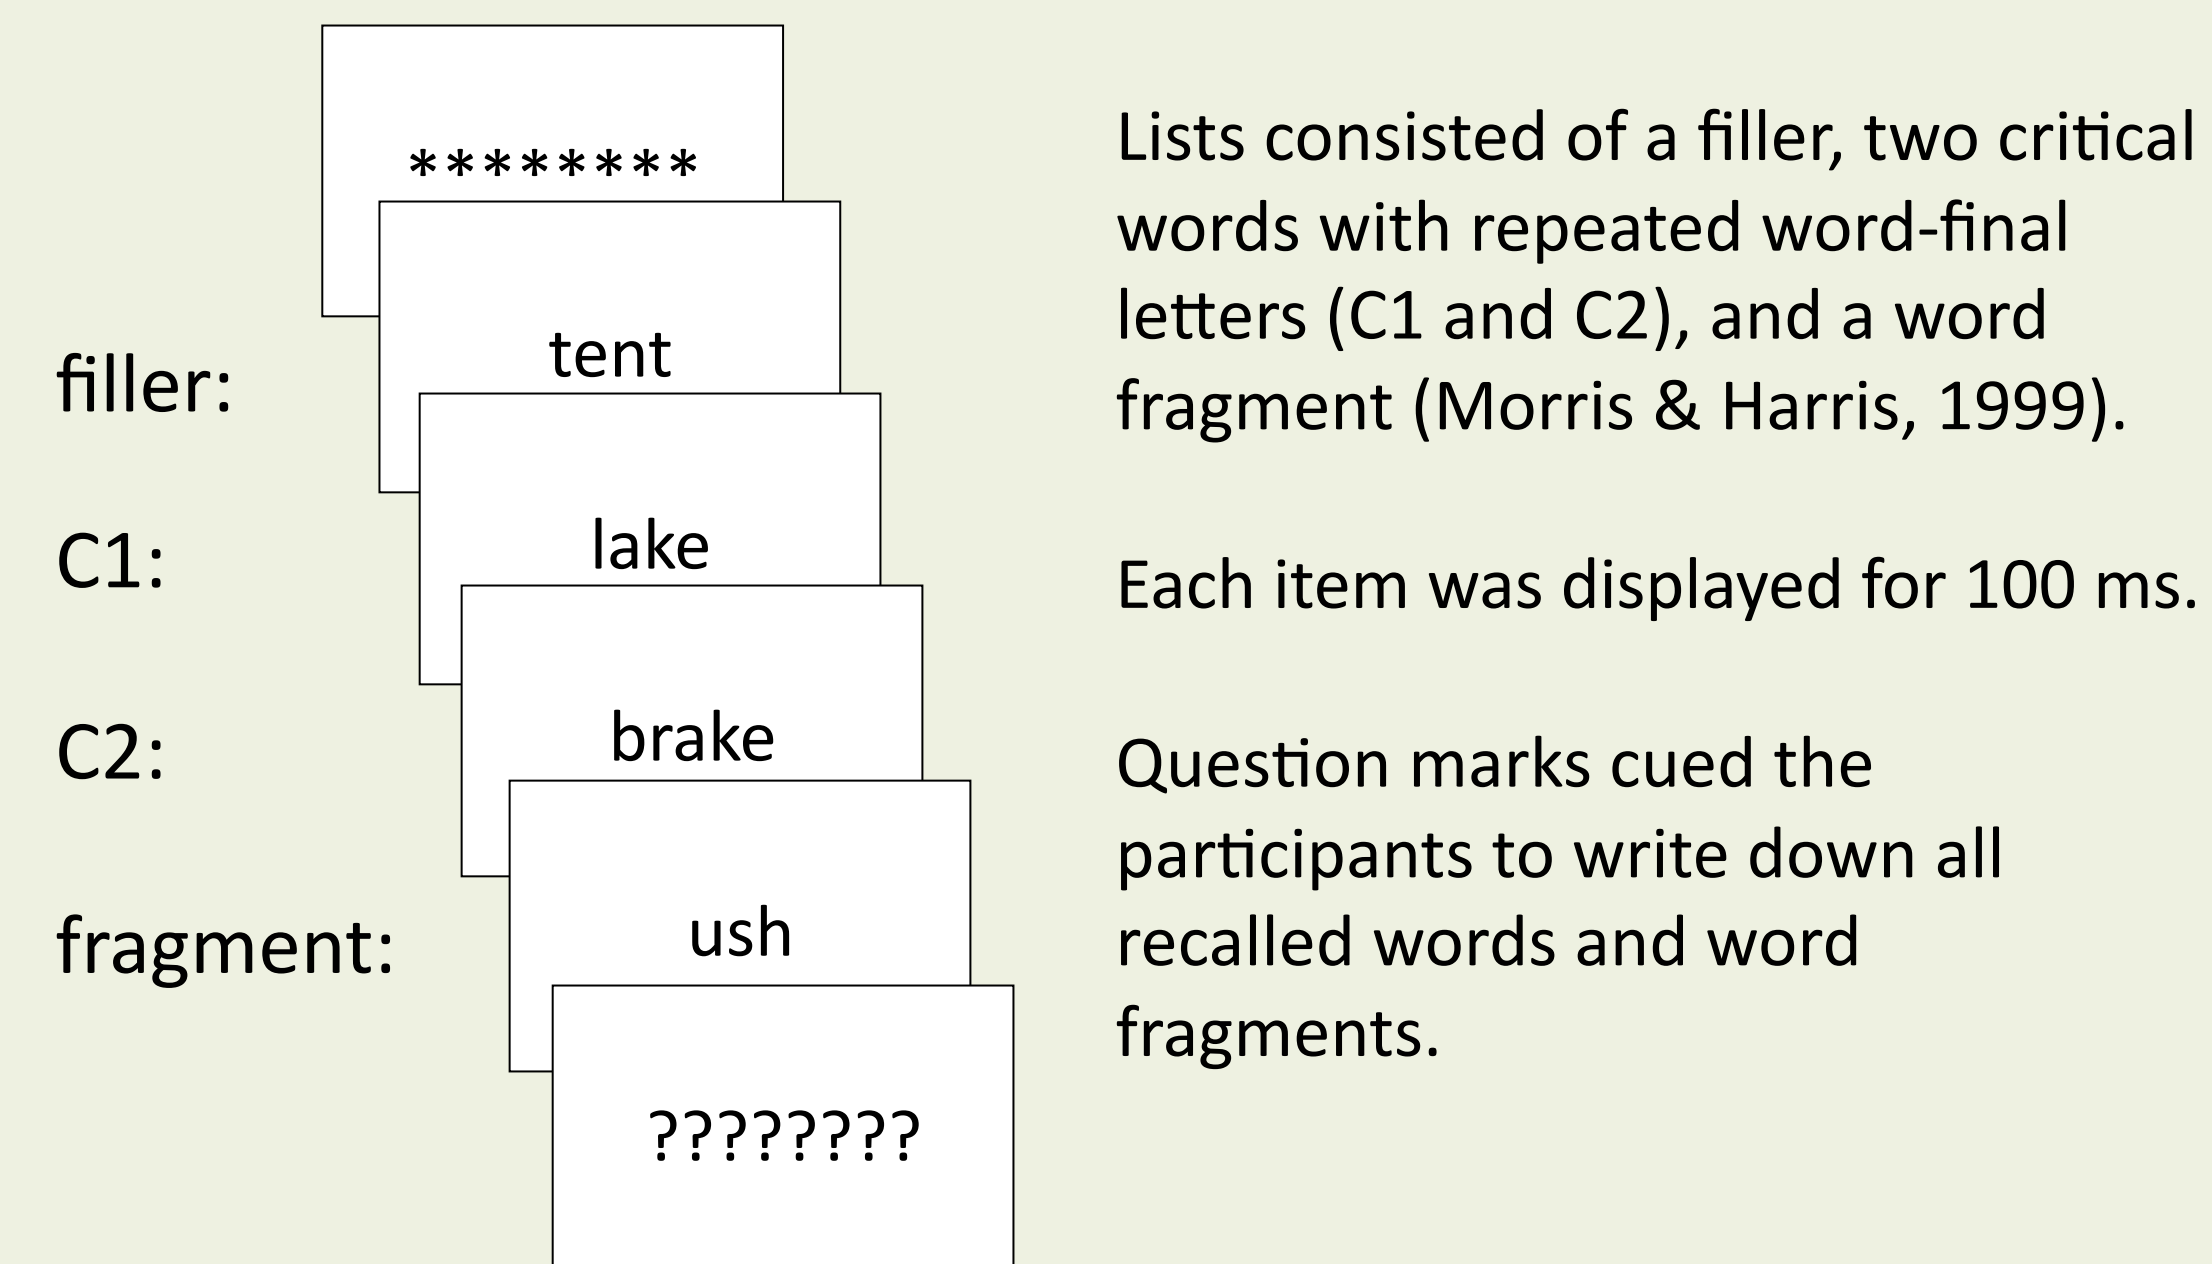 ********
filler:
tent
C1:
lake
C2:
brake
fragment:
ush
????????
Lists consisted of a filler, two critical
words with repeated word-final
letters (C1 and C2), and a word
fragment (Morris & Harris, 1999).
Each item was displayed for 100 ms.
Question marks cued the
participants to write down all
recalled words and word
fragments.